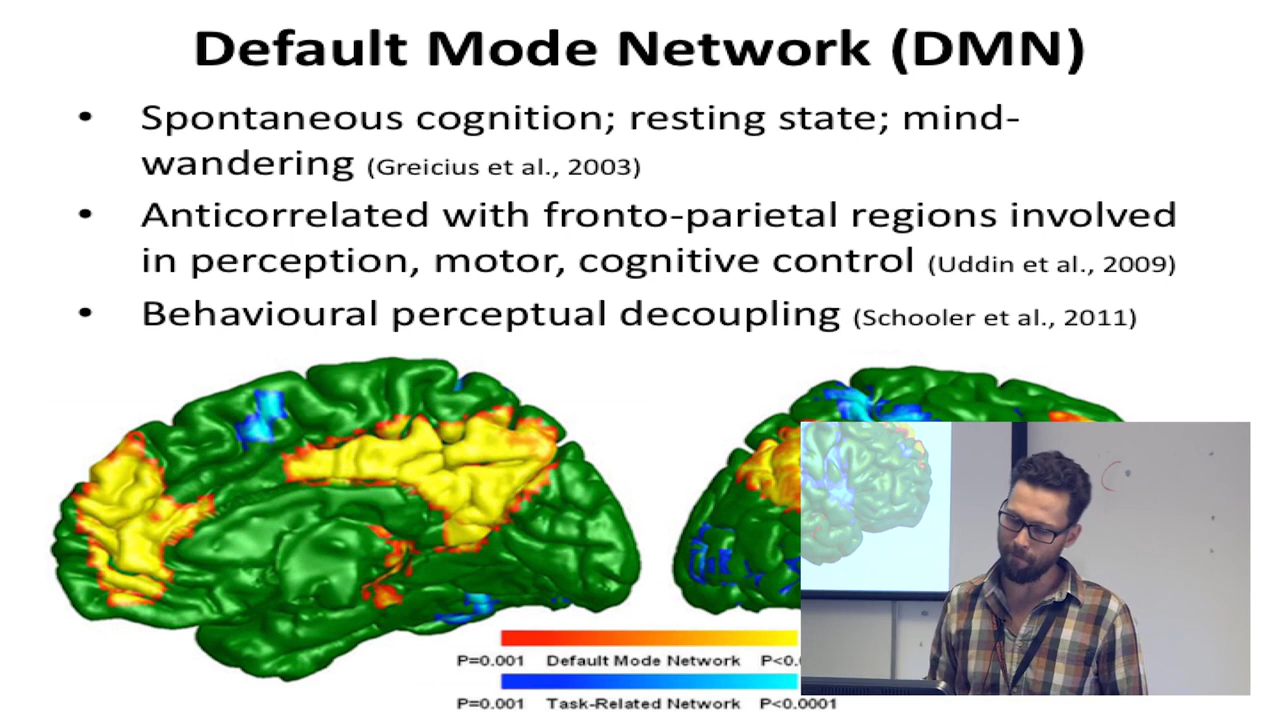 Default Mode Network (DMN)
• Spontaneous cognition; resting state; mind-
wandering (Greicius et al., 2003)
• Anticorrelated with fronto-parietal regions involved
in perception, motor, cognitive control (Uddin et al., 2009)
• Behavioural perceptual decoupling (Schooler et al., 2011)
P=0.001 Default Mode Network P<0.0
P=0.001 Task-Related Network P<0.0001